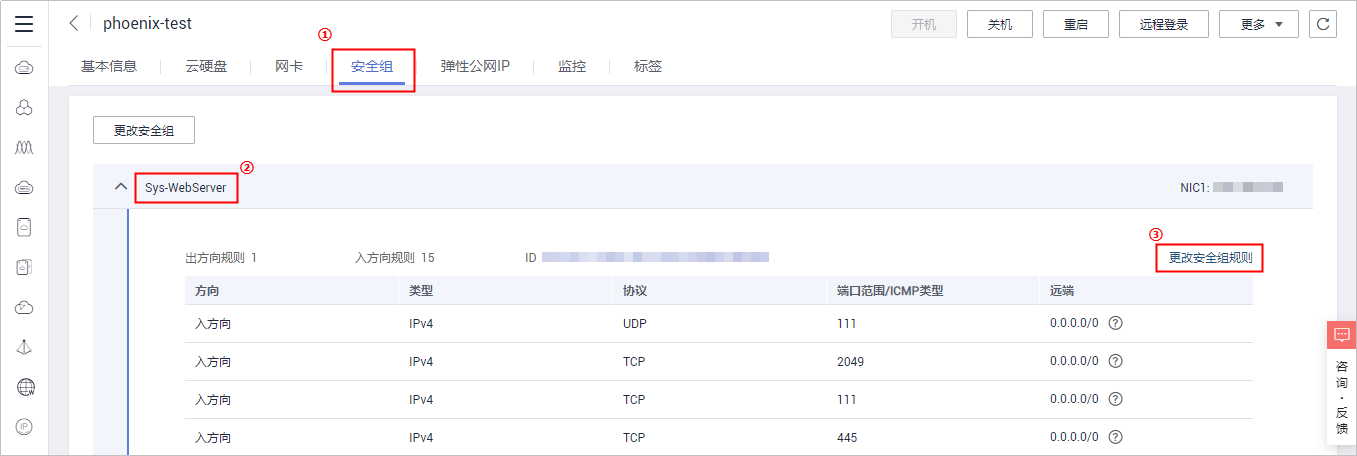 phoenix-test
开机 关机 重启 远程登录 更多
①
基本信息 云硬盘 网卡 安全组 弹性公网IP 监控 标签
更改安全组
②
Sys-WebServer NIC1:
③
出方向规则 1 入方向规则 15 ID 更改安全组规则
方向 类型 协议 端口范围/ICMP类型 远端
入方向 IPv4 UDP 111 0.0.0.0/0 ?
入方向 IPv4 TCP 2049 0.0.0.0/0 ?
入方向 IPv4 TCP 111 0.0.0.0/0 ?
入方向 IPv4 TCP 445 0.0.0.0/0 ?
W
IP
咨询·反馈